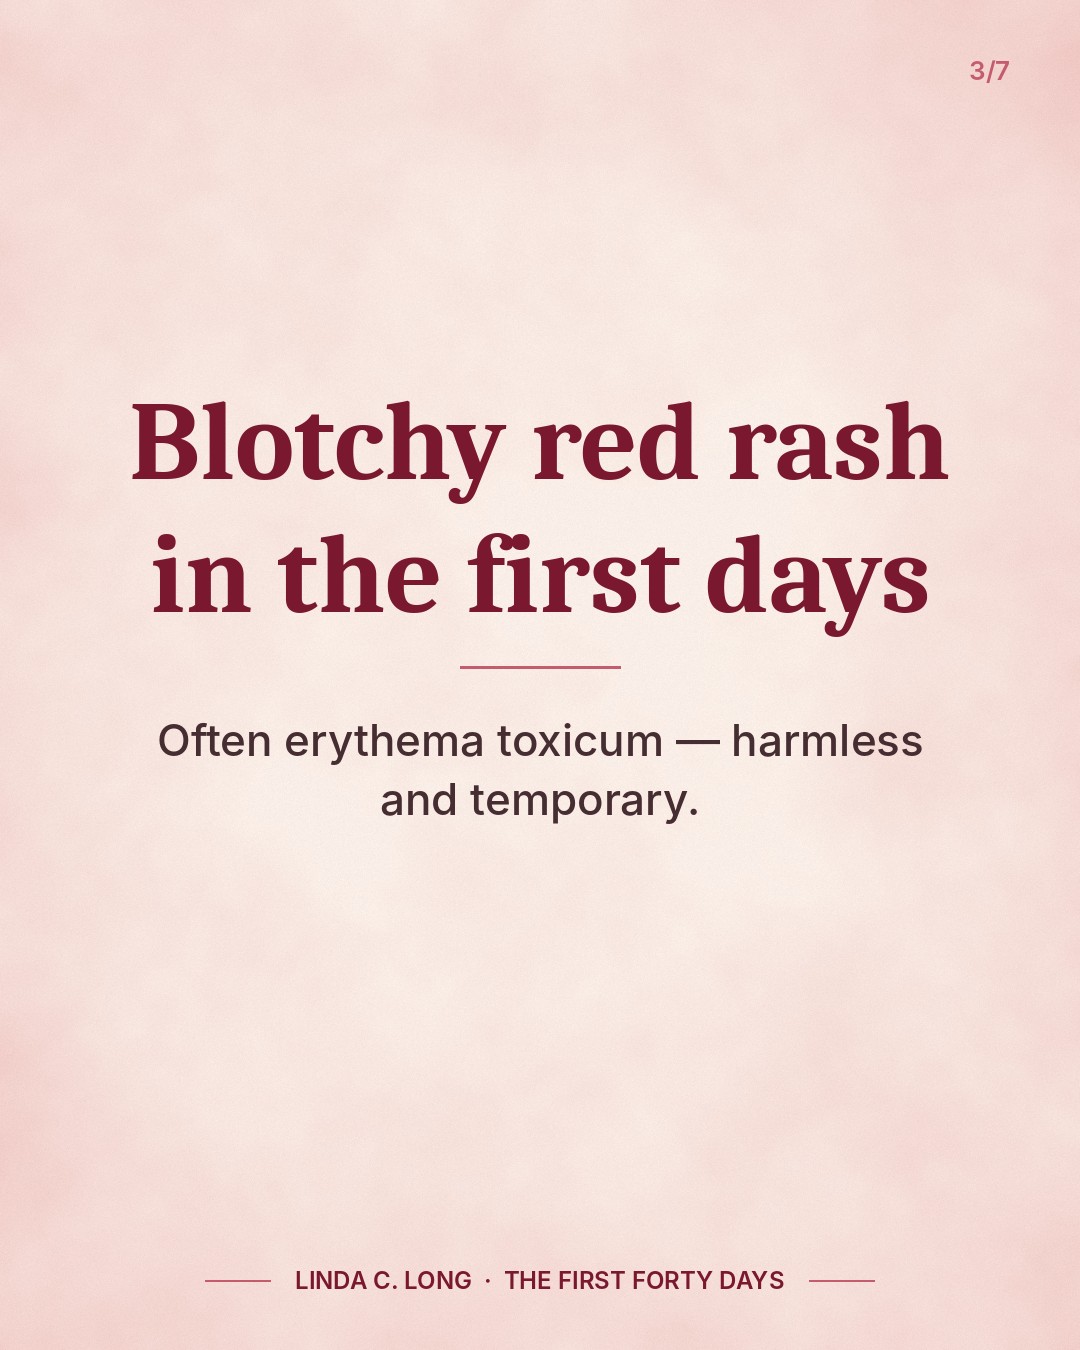 3/7
Blotchy red rash
in the first days
Often erythema toxicum — harmless
and temporary.
LINDA C. LONG · THE FIRST FORTY DAYS